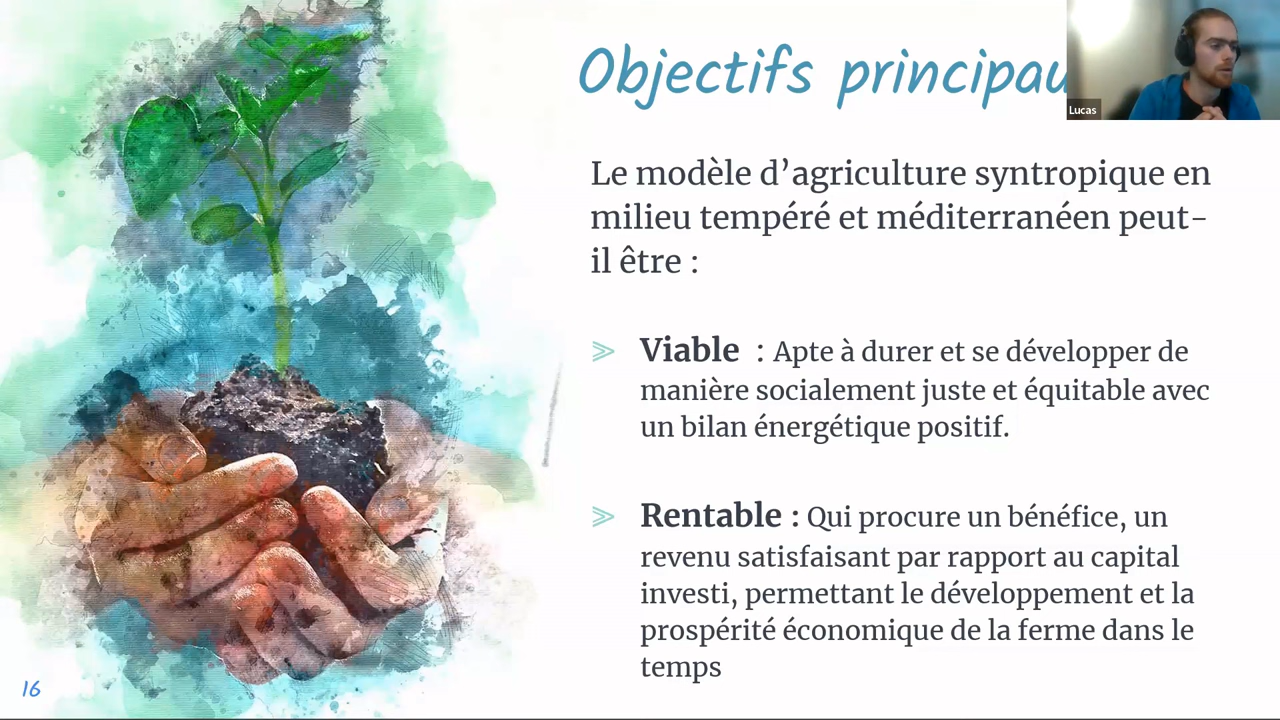 Objectifs principau
Lucas
Le modèle d’agriculture syntropique en
milieu tempéré et méditerranéen peut-
il être :
⪢ Viable : Apte à durer et se développer de
manière socialement juste et équitable avec
un bilan énergétique positif.
⪢ Rentable : Qui procure un bénéfice, un
revenu satisfaisant par rapport au capital
investi, permettant le développement et la
prospérité économique de la ferme dans le
temps
16